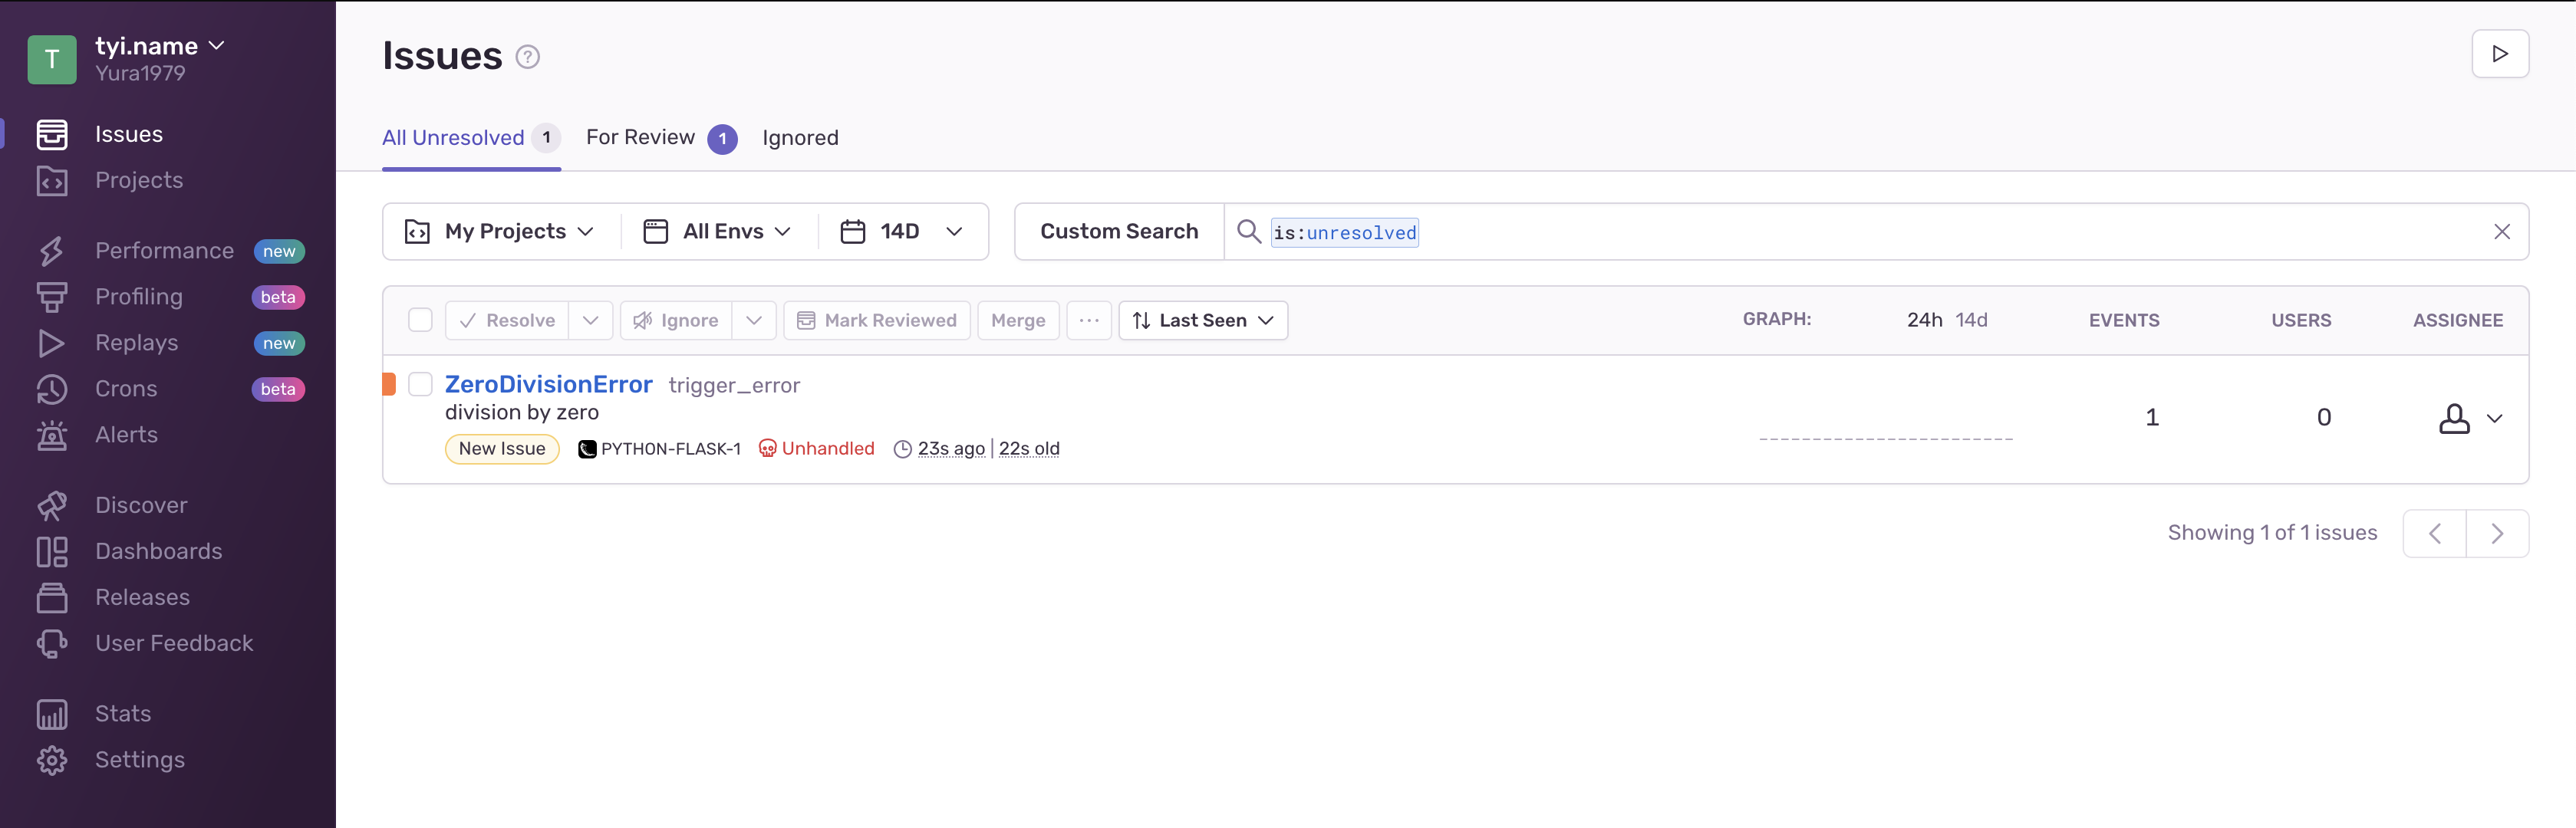 T
tyi.name
Yura1979
Issues
Projects
Performance new
Profiling beta
Replays new
Crons beta
Alerts
Discover
Dashboards
Releases
User Feedback
Stats
Settings
Issues ?
All Unresolved 1 For Review 1 Ignored
My Projects All Envs 14D Custom Search is:unresolved
Resolve Ignore Mark Reviewed Merge ... Last Seen GRAPH: 24h 14d EVENTS USERS ASSIGNEE
ZeroDivisionError trigger_error
division by zero
1 0
New Issue PYTHON-FLASK-1 Unhandled 23s ago | 22s old
Showing 1 of 1 issues